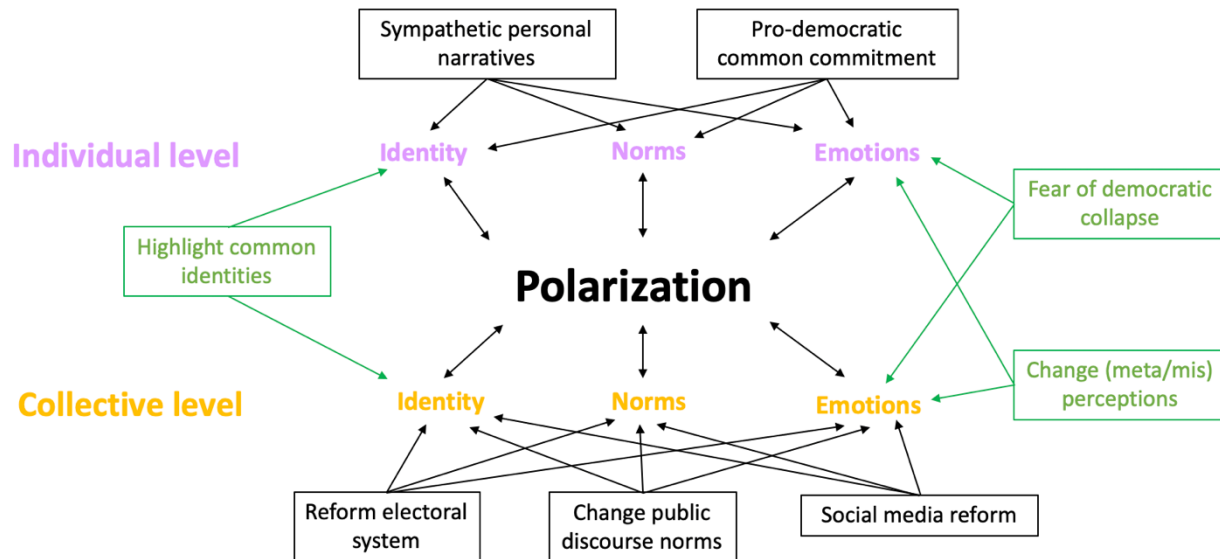 Sympathetic personal
narratives
Pro-democratic
common commitment
Individual level
Identity
Norms
Emotions
Highlight common
identities
Fear of democratic
collapse
Polarization
Collective level
Identity
Norms
Emotions
Change (meta/mis)
perceptions
Reform electoral
system
Change public
discourse norms
Social media reform